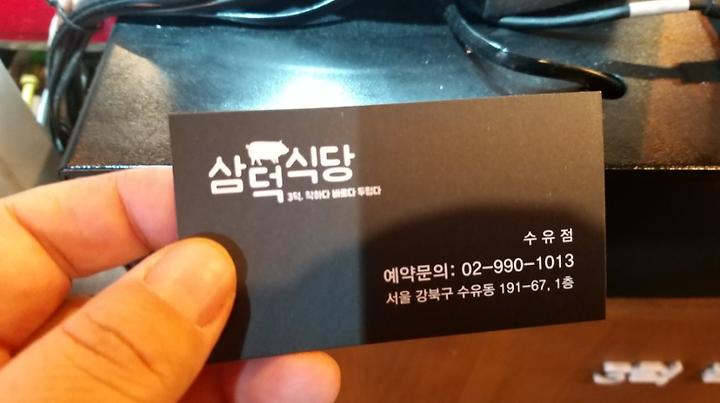 삼덕식당
3덕, 착하다 바르다 두텁다
수유점
예약문의: 02-990-1013
서울 강북구 수유동 191-67, 1층